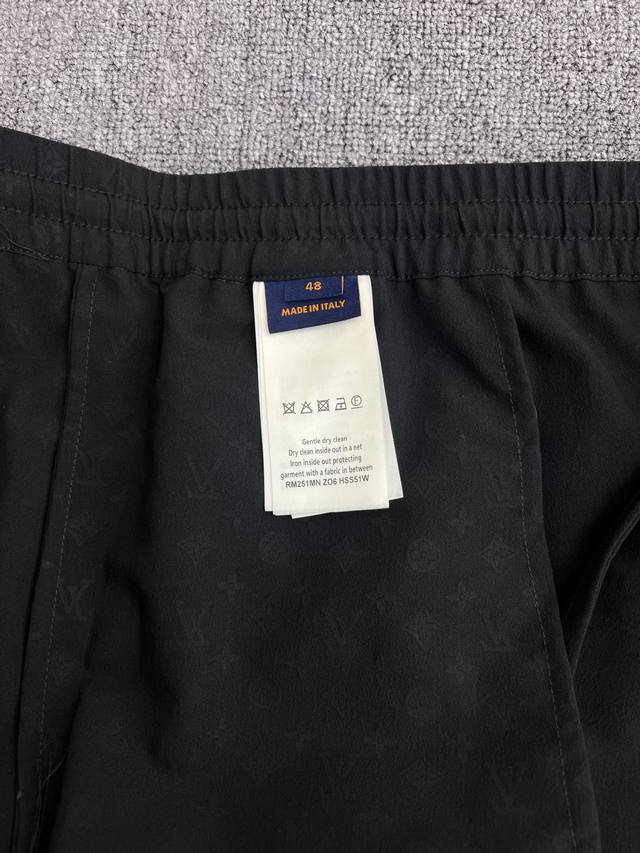 48
MADE IN ITALY
Gentle dry clean
Dry clean inside out in a net
Iron inside out protecting
garment with a fabric in between
RM251MN ZO6 HSS51W